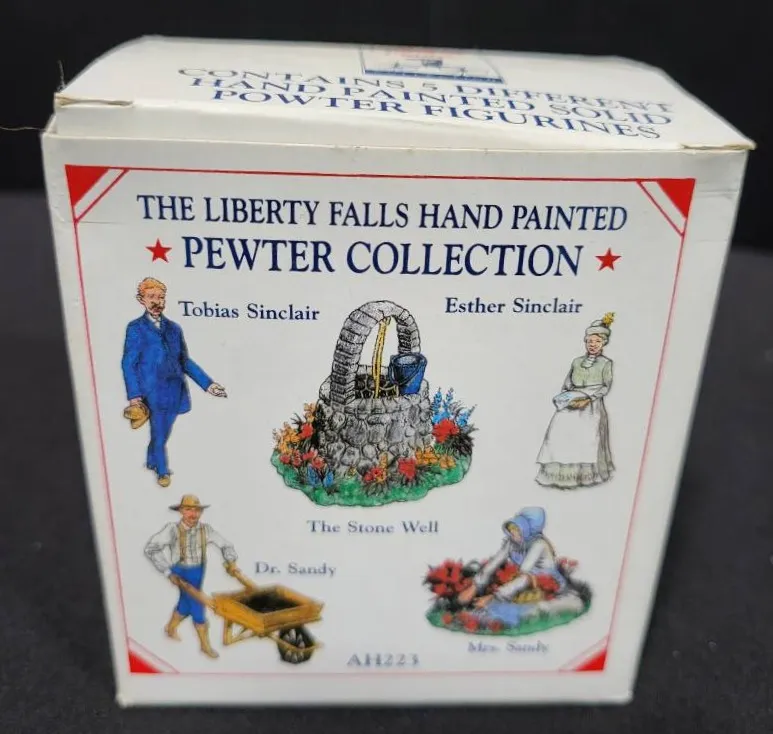 CONTAINS 5 DIFFERENT
HAND PAINTED SOLID
POWTER FIGURINES
THE LIBERTY FALLS HAND PAINTED
PEWTER COLLECTION
Tobias Sinclair
Esther Sinclair
The Stone Well
Dr. Sandy
Mrs. Sandy
AH223